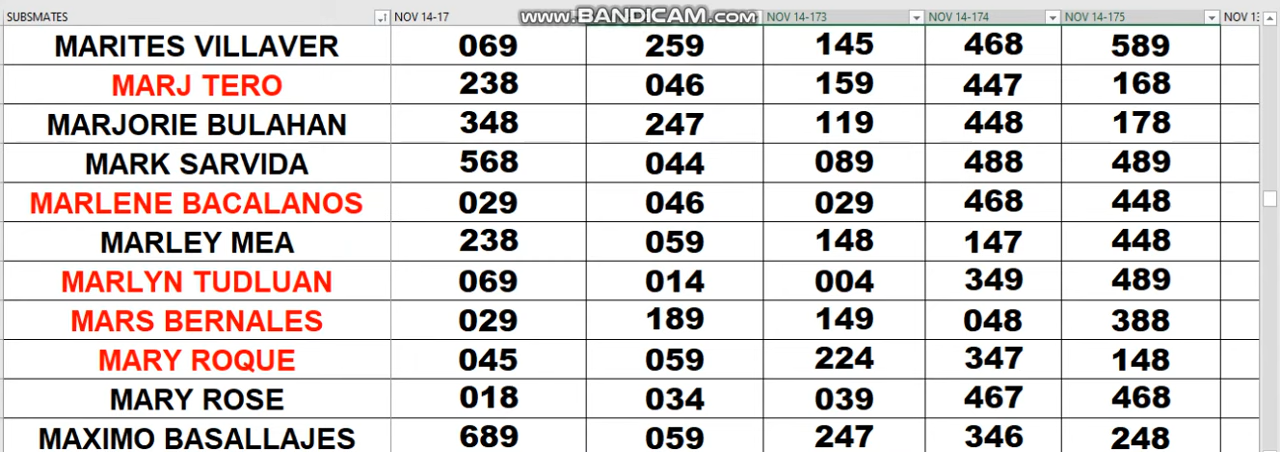 SUBSMATES NOV 14-17 www.BANDICAM.com NOV 14-173 NOV 14-174 NOV 14-175
MARITES VILLAVER 069 259 145 468 589
MARJ TERO 238 046 159 447 168
MARJORIE BULAHAN 348 247 119 448 178
MARK SARVIDA 568 044 089 488 489
MARLENE BACALANOS 029 046 029 468 448
MARLEY MEA 238 059 148 147 448
MARLYN TUDLUAN 069 014 004 349 489
MARS BERNALES 029 189 149 048 388
MARY ROQUE 045 059 224 347 148
MARY ROSE 018 034 039 467 468
MAXIMO BASALLAJES 689 059 247 346 248